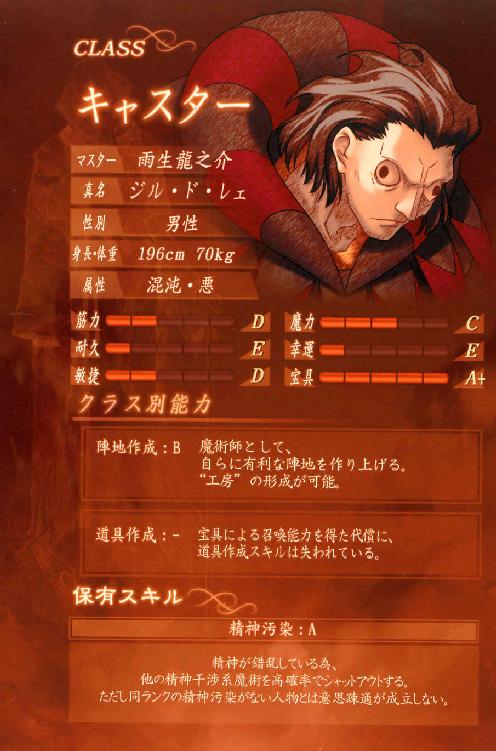 CLASS
キャスター
マスター 雨生龍之介
真名 ジル・ド・レェ
性別 男性
身長・体重 196cm 70kg
属性 混沌・悪
筋力 D 魔力 C
耐久 E 幸運 E
敏捷 D 宝具 A+
クラス別能力
陣地作成：B 魔術師として、
自らに有利な陣地を作り上げる。
“工房”の形成が可能。
道具作成：- 宝具による召喚能力を得た代償に、
道具作成スキルは失われている。
保有スキル
精神汚染：A
精神が錯乱している為、
他の精神干渉系魔術を高確率でシャットアウトする。
ただし同ランクの精神汚染がない人物とは意思疎通が成立しない。